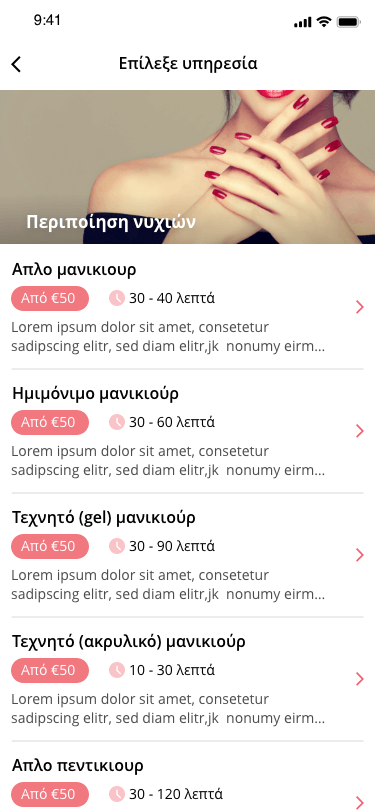 9:41
Επίλεξε υπηρεσία
Περιποίηση νυχιών
Απλο μανικιουρ
Από €50 30 - 40 λεπτά
Lorem ipsum dolor sit amet, consetetur
sadipscing elitr, sed diam elitr,jk nonumy eirm...
Ημιμόνιμο μανικιούρ
Από €50 30 - 60 λεπτά
Lorem ipsum dolor sit amet, consetetur
sadipscing elitr, sed diam elitr,jk nonumy eirm...
Τεχνητό (gel) μανικιούρ
Από €50 30 - 90 λεπτά
Lorem ipsum dolor sit amet, consetetur
sadipscing elitr, sed diam elitr,jk nonumy eirm...
Τεχνητό (ακρυλικό) μανικιούρ
Από €50 10 - 30 λεπτά
Lorem ipsum dolor sit amet, consetetur
sadipscing elitr, sed diam elitr,jk nonumy eirm...
Απλο πεντικιουρ
Από €50 30 - 120 λεπτά